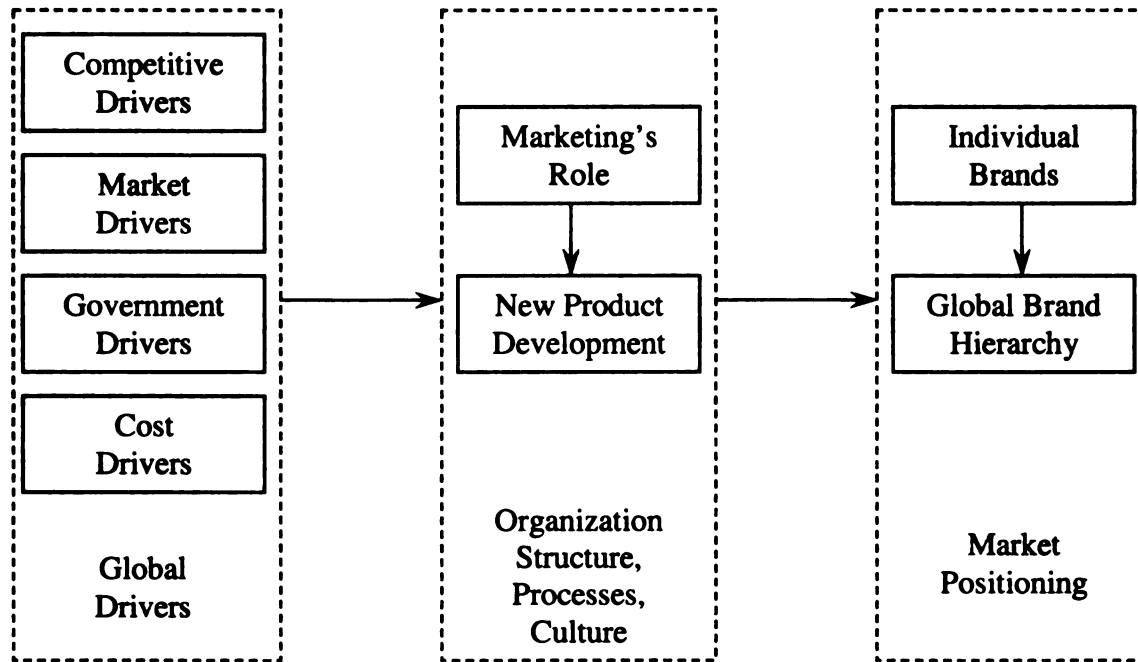 Competitive
Drivers
Market
Drivers
Government
Drivers
Cost
Drivers
Global
Drivers
Marketing's
Role
New Product
Development
Organization
Structure,
Processes,
Culture
Individual
Brands
Global Brand
Hierarchy
Market
Positioning